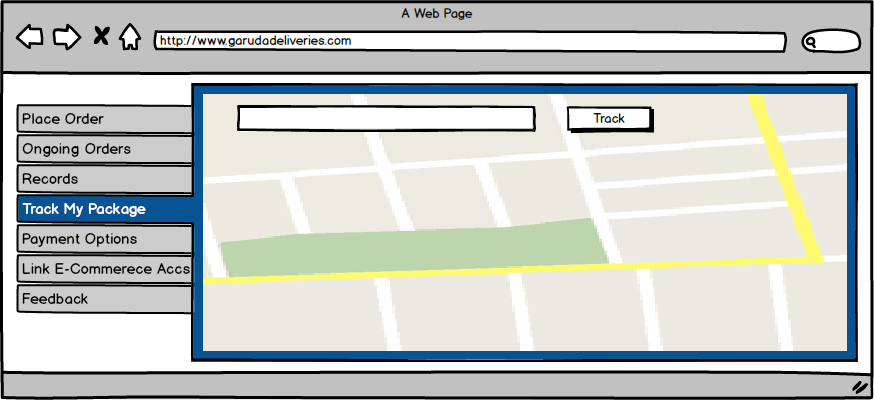 A Web Page
http://www.garudadeliveries.com
Place Order
Ongoing Orders
Records
Track My Package
Payment Options
Link E-Commerece Accs
Feedback
Track